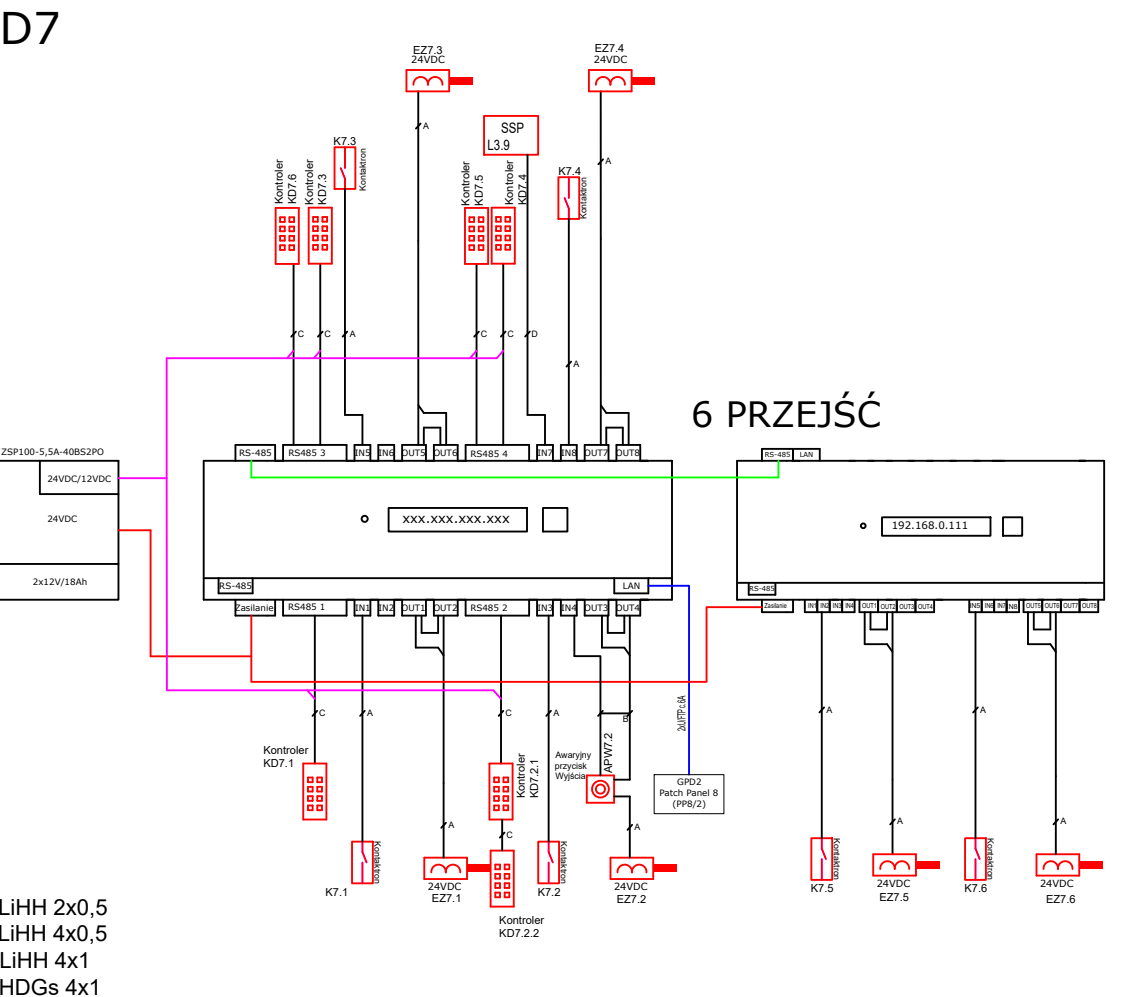 D7
EZ7.3
24VDC
EZ7.4
24VDC
SSP
L3.9
K7.3
Kontaktron
K7.4
Kontaktron
Kontroler
KD7.6
Kontroler
KD7.3
Kontroler
KD7.5
Kontroler
KD7.4
A
A
C
C
A
C
C
D
A
6 PRZEJŚĆ
ZSP100-5,5A-40BS2PO
24VDC/12VDC
24VDC
2x12V/18Ah
RS-485
RS485 3
IN5
IN6
OUT5
OUT6
RS485 4
IN7
IN8
OUT7
OUT8
xxx.xxx.xxx.xxx
RS-485
LAN
Zasilanie
RS485 1
IN1
IN2
OUT1
OUT2
RS485 2
IN3
IN4
OUT3
OUT4
RS-485
LAN
192.168.0.111
RS-485
Zasilanie
IN1
IN2
IN3
IN4
OUT1
OUT2
OUT3
OUT4
IN5
IN6
IN7
IN8
OUT5
OUT6
OUT7
OUT8
C
A
C
A
B
2xU/FTP c.6A
A
A
Kontroler
KD7.1
Kontroler
KD7.2.1
Awaryjny
przycisk
Wyjścia
APW7.2
GPD2
Patch Panel 8
(PP8/2)
A
C
A
A
A
K7.1
Kontaktron
24VDC
EZ7.1
K7.2
Kontaktron
24VDC
EZ7.2
K7.5
Kontaktron
24VDC
EZ7.5
K7.6
Kontaktron
24VDC
EZ7.6
Kontroler
KD7.2.2
LiHH 2x0,5
LiHH 4x0,5
LiHH 4x1
HDGs 4x1